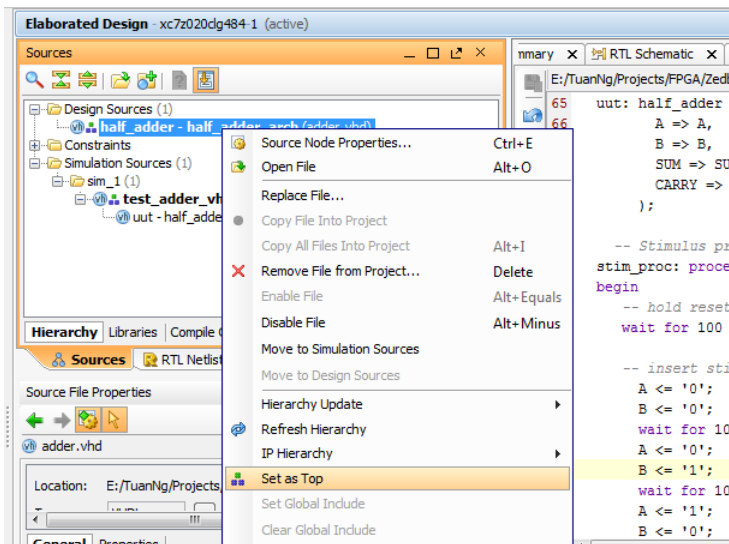 Elaborated Design - xc7z020clg484-1 (active)
Sources
Design Sources (1)
half_adder - half_adder_arch (adder.vhd)
Constraints
Simulation Sources (1)
sim_1 (1)
test_adder_vh
uut - half_adde
Hierarchy Libraries Compile
Sources RTL Netlist
Source File Properties
adder.vhd
Location: E:/TuanNg/Projects,
General Properties
Source Node Properties... Ctrl+E
Open File Alt+O
Replace File...
Copy File Into Project
Copy All Files Into Project Alt+I
Remove File from Project... Delete
Enable File Alt+Equals
Disable File Alt+Minus
Move to Simulation Sources
Move to Design Sources
Hierarchy Update
Refresh Hierarchy
IP Hierarchy
Set as Top
Set Global Include
Clear Global Include
mmary RTL Schematic
E:/TuanNg/Projects/FPGA/Zedb
65 uut: half_adder
66 A => A,
B => B,
SUM => SU
CARRY =>
);
-- Stimulus pr
stim_proc: proce
begin
-- hold reset
wait for 100
-- insert sti
A <= '0';
B <= '0';
wait for 10
A <= '0';
B <= '1';
wait for 10
A <= '1';
B <= '0';